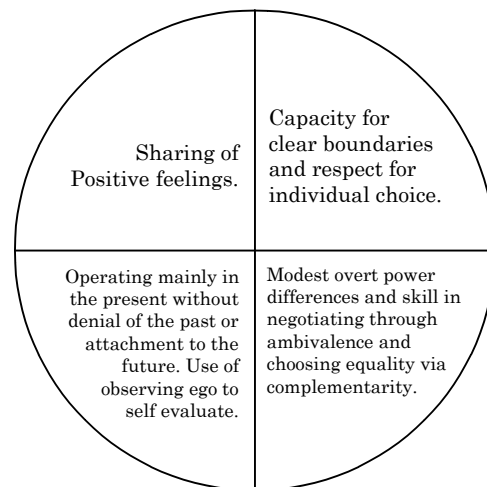 Sharing of
Positive feelings.
Capacity for
clear boundaries
and respect for
individual choice.
Operating mainly in
the present without
denial of the past or
attachment to the
future. Use of
observing ego to
self evaluate.
Modest overt power
differences and skill in
negotiating through
ambivalence and
choosing equality via
complementarity.